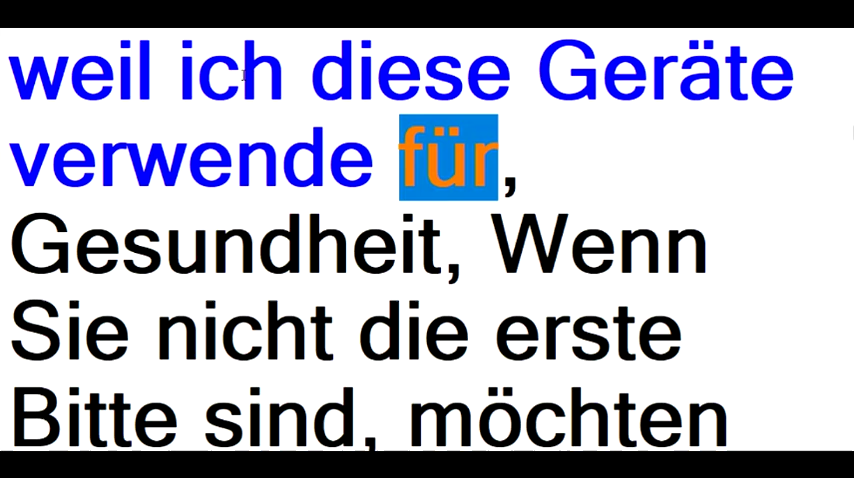 weil ich diese Geräte
verwende für,
Gesundheit, Wenn
Sie nicht die erste
Bitte sind, möchten